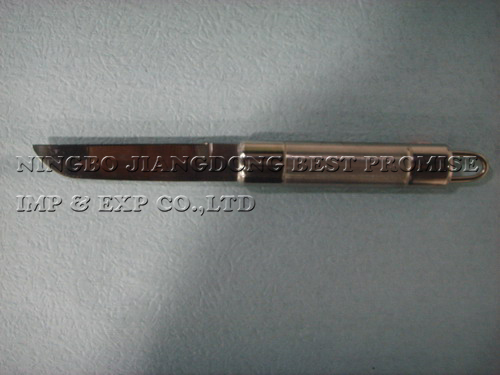 NINGBO JIANGDONG BEST PROMISE
IMP & EXP CO.,LTD